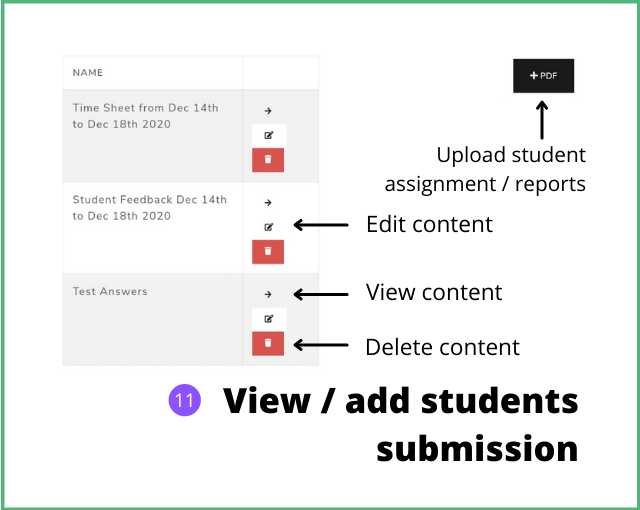 NAME
+ PDF
Time Sheet from Dec 14th
to Dec 18th 2020
Upload student
assignment / reports
Student Feedback Dec 14th
to Dec 18th 2020
Edit content
Test Answers
View content
Delete content
11 View / add students
submission